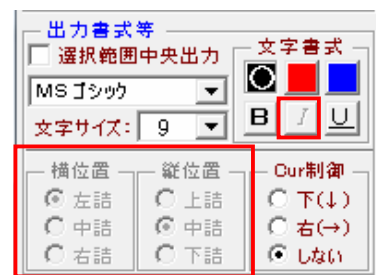 出力書式等
選択範囲中央出力
MSゴシック
文字サイズ: 9
文字書式
B I U
横位置
左詰
中詰
右詰
縦位置
上詰
中詰
下詰
Cur制御
下(↓)
右(→)
しない